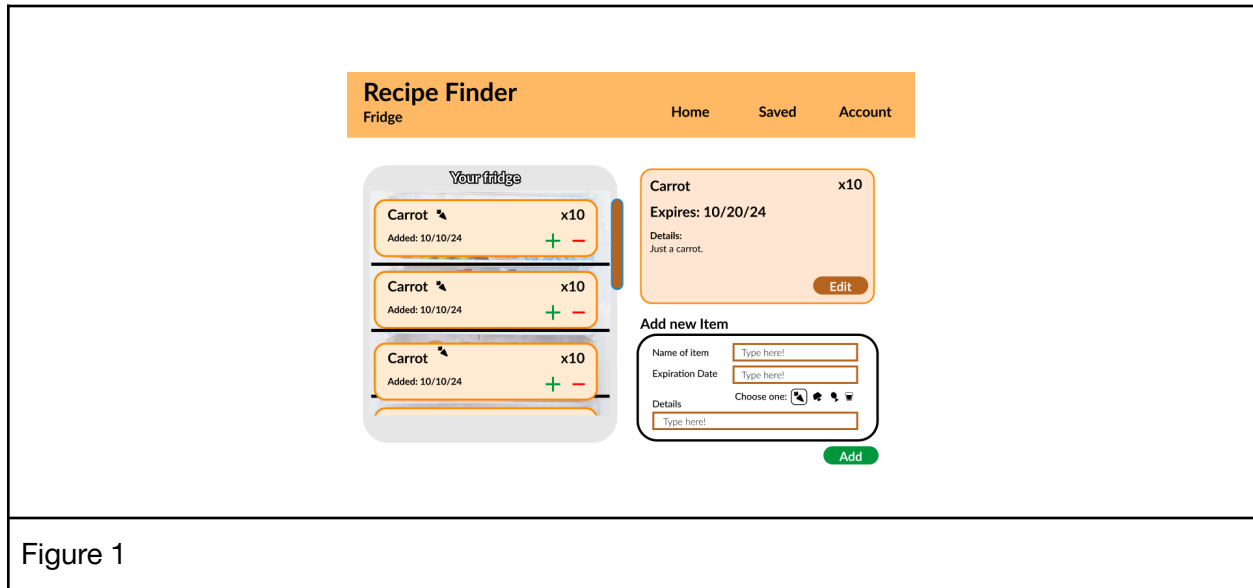 Recipe Finder
Fridge
Home Saved Account
Your fridge
Carrot x10
Added: 10/10/24 + −
Carrot x10
Added: 10/10/24 + −
Carrot x10
Added: 10/10/24 + −
Carrot x10
Expires: 10/20/24
Details:
Just a carrot.
Edit
Add new Item
Name of item Type here!
Expiration Date Type here!
Choose one:
Details
Type here!
Add
Figure 1